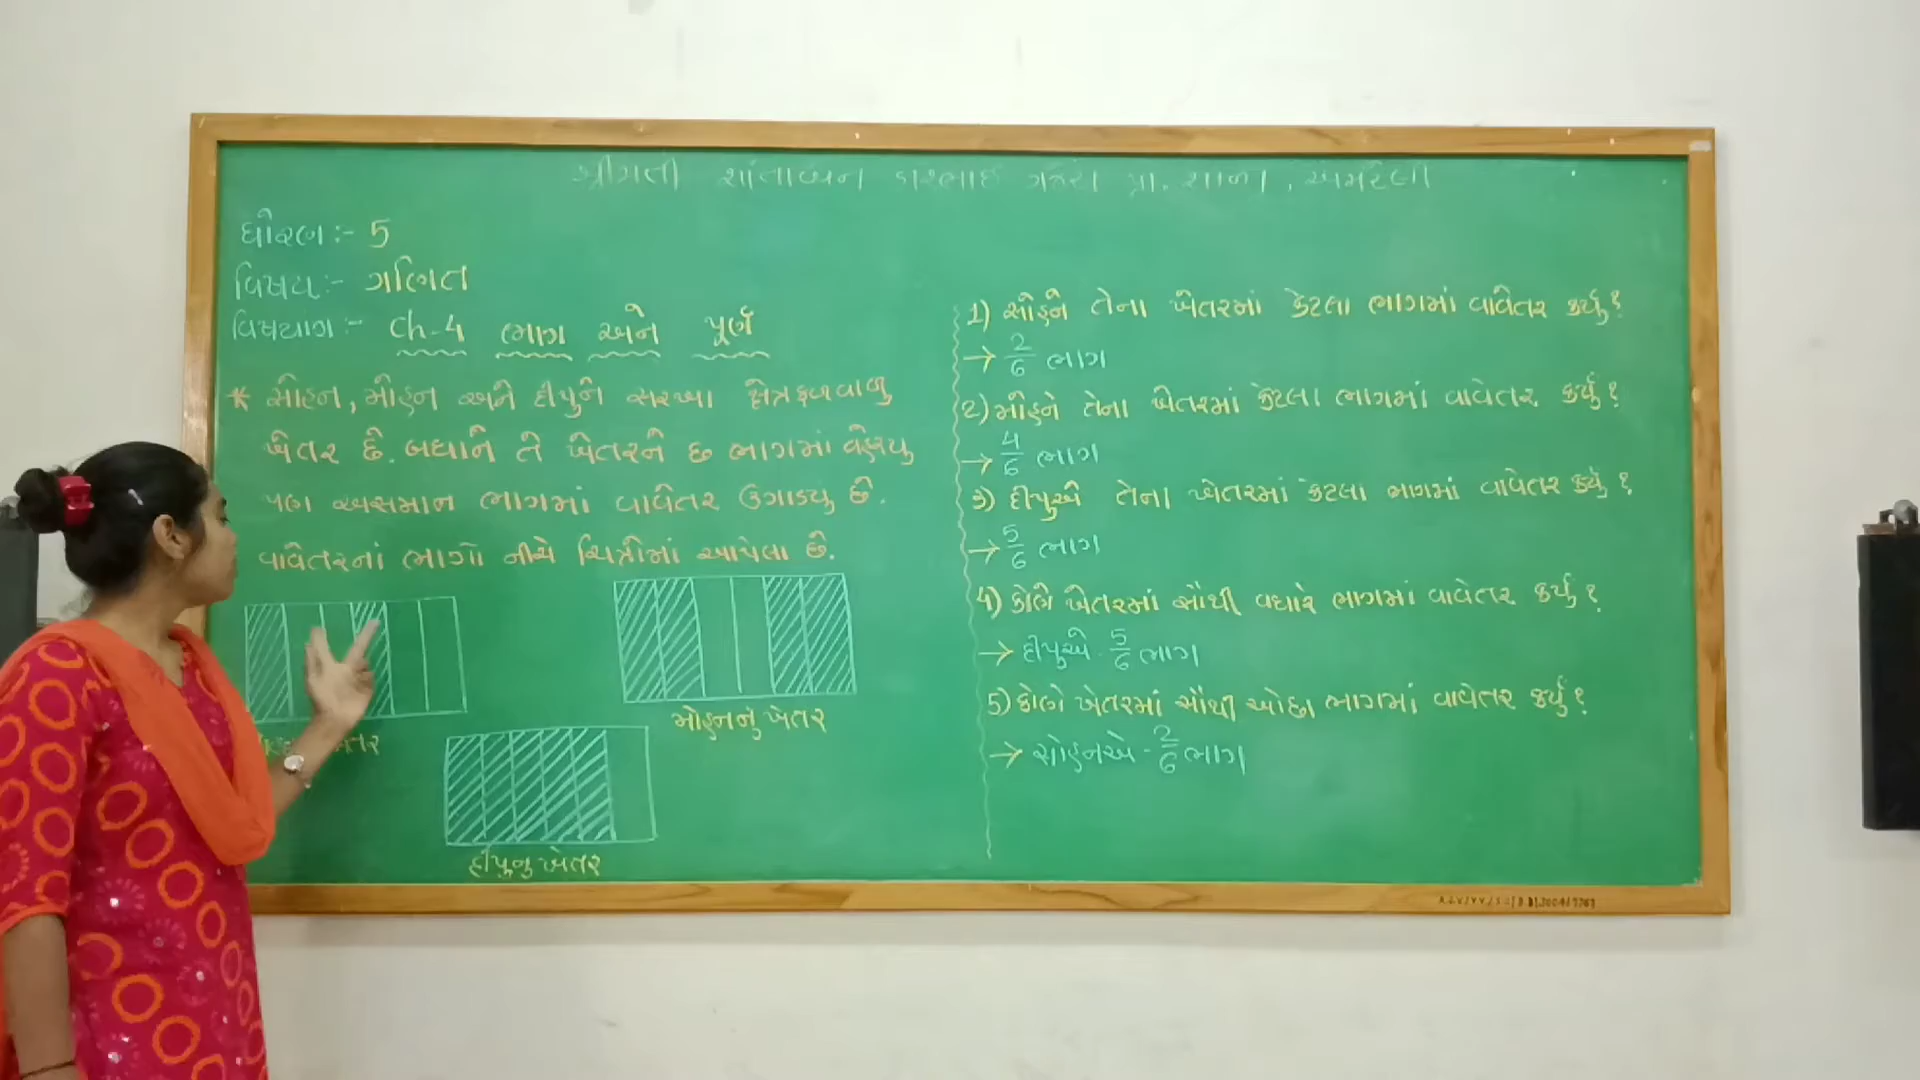 શ્રીમતી શાંતાબેન ગજેરા પ્રા. શાળા, અમરેલી
ધોરણ :- 5
વિષય :- ગણિત
વિષયાંગ :- Ch-4 ભાગ અને પૂર્ણ
* સોહન, મોહન અને દીપુને સરખા ક્ષેત્રફળવાળુ
ખેતર છે. બધાને તે ખેતરને છ ભાગમાં વહેચ્યુ
પણ અસમાન ભાગમાં વાવેતર ઉગાડ્યુ છે.
વાવેતરનાં ભાગો નીચે ચિત્રોમાં આપેલા છે.
મોહનનું ખેતર
દીપુનુ ખેતર
1) સોહને તેના ખેતરમાં કેટલા ભાગમાં વાવેતર કર્યુ?
→ 2/6 ભાગ
2) મોહને તેના ખેતરમાં કેટલા ભાગમાં વાવેતર કર્યુ?
→ 4/6 ભાગ
3) દીપુએ તેના ખેતરમાં કેટલા ભાગમાં વાવેતર કર્યુ?
→ 5/6 ભાગ
4) કોણે ખેતરમાં સૌથી વધારે ભાગમાં વાવેતર કર્યુ?
→ દીપુએ - 5/6 ભાગ
5) કોણે ખેતરમાં સૌથી ઓછા ભાગમાં વાવેતર કર્યુ?
→ સોહનએ - 2/6 ભાગ